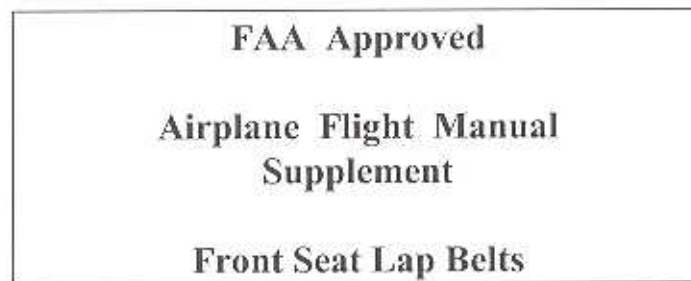 FAA Approved
Airplane Flight Manual
Supplement
Front Seat Lap Belts